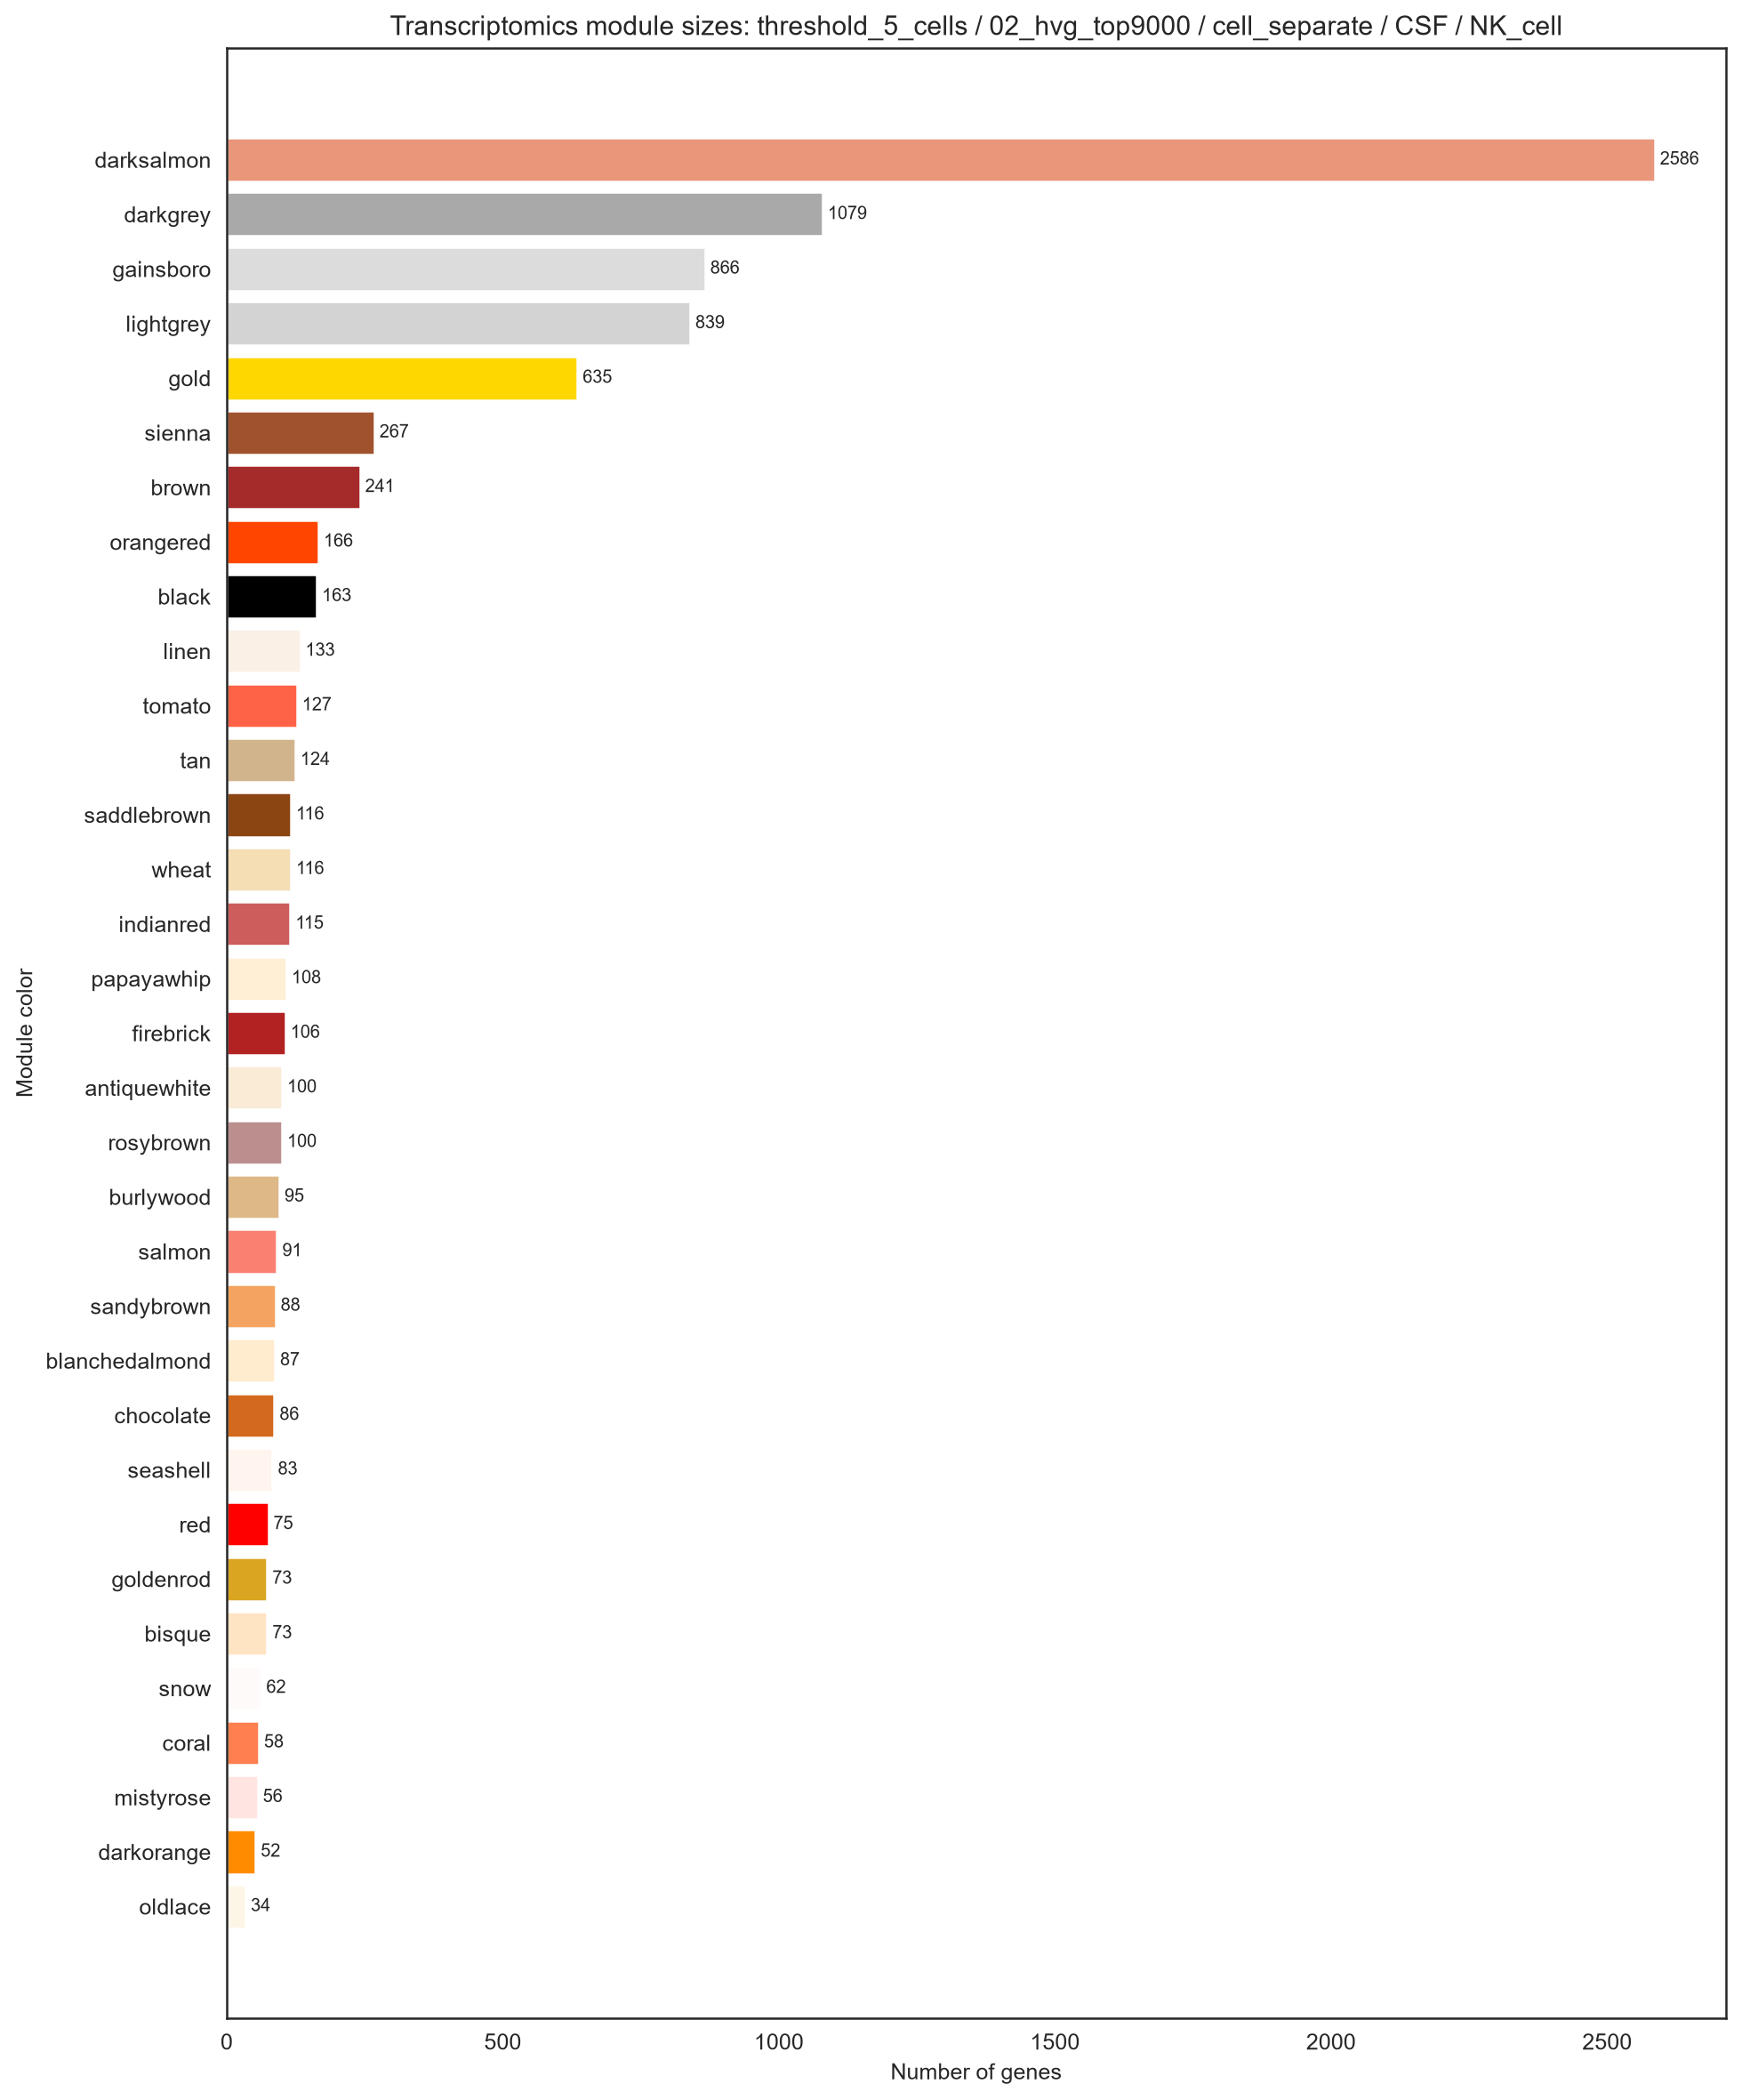 Transcriptomics module sizes: threshold_5_cells / 02_hvg_top9000 / cell_separate / CSF / NK_cell
Module color
darksalmon 2586
darkgrey 1079
gainsboro 866
lightgrey 839
gold 635
sienna 267
brown 241
orangered 166
black 163
linen 133
tomato 127
tan 124
saddlebrown 116
wheat 116
indianred 115
papayawhip 108
firebrick 106
antiquewhite 100
rosybrown 100
burlywood 95
salmon 91
sandybrown 88
blanchedalmond 87
chocolate 86
seashell 83
red 75
goldenrod 73
bisque 73
snow 62
coral 58
mistyrose 56
darkorange 52
oldlace 34
0 500 1000 1500 2000 2500
Number of genes